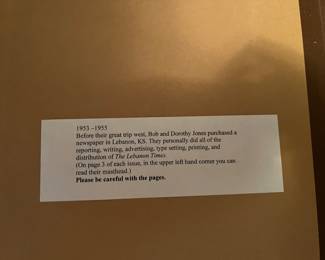 1953 –1955
Before their great trip west, Bob and Dorothy Jones purchased a
newspaper in Lebanon, KS. They personally did all of the
reporting, writing, advertising, type setting, printing, and
distribution of The Lebanon Times.
(On page 3 of each issue, in the upper left hand corner you can
read their masthead.)
Please be careful with the pages.